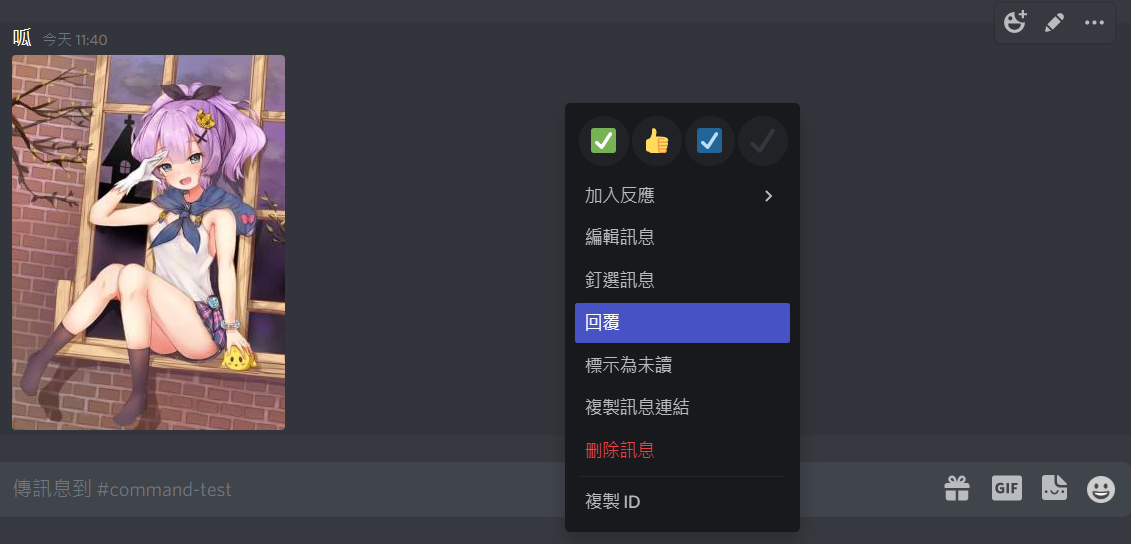 呱 今天 11:40
加入反應
編輯訊息
釘選訊息
回覆
標示為未讀
複製訊息連結
刪除訊息
複製 ID
傳訊息到 #command-test
GIF